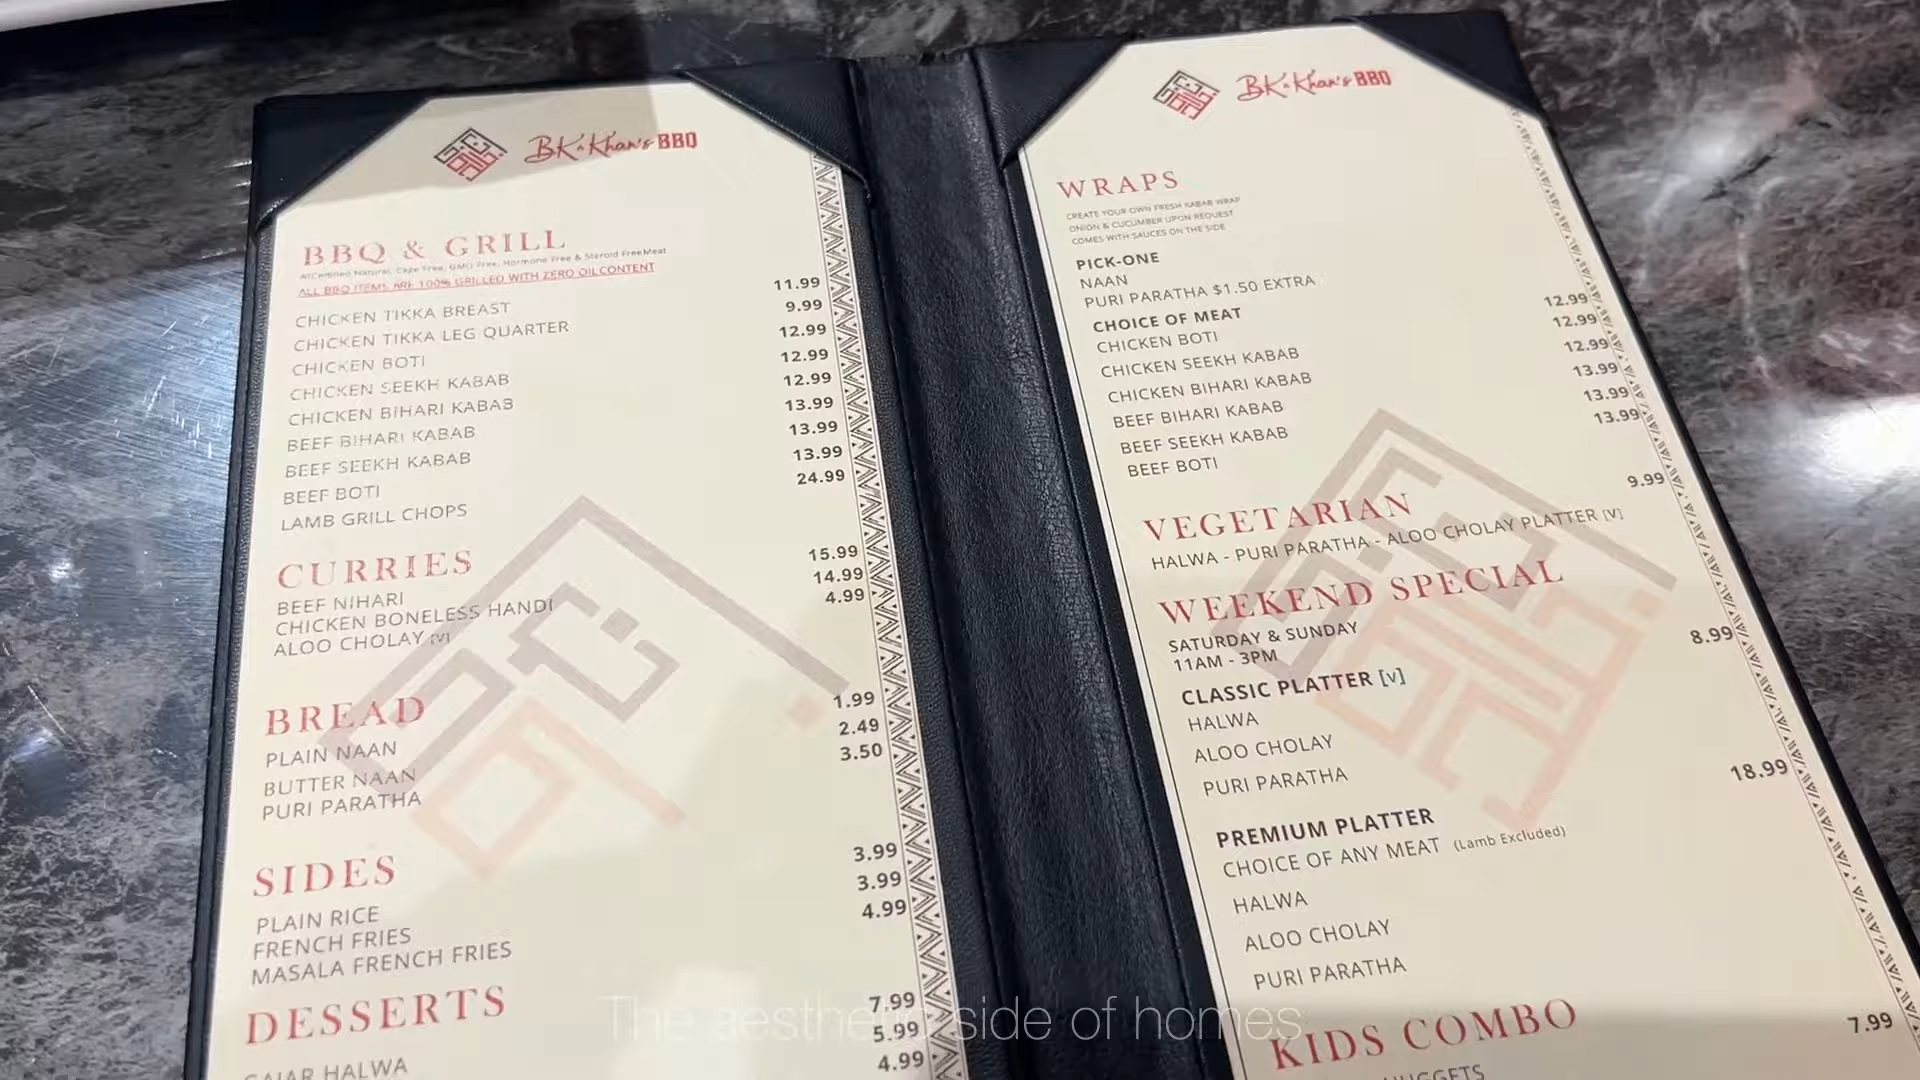 BK~Khan's BBQ
BBQ & GRILL
All Certified Natural, Cage Free, GMO Free, Hormone Free & Steroid Free Meat
ALL BBQ ITEMS ARE 100% GRILLED WITH ZERO OIL CONTENT
CHICKEN TIKKA BREAST 11.99
CHICKEN TIKKA LEG QUARTER 9.99
CHICKEN BOTI 12.99
CHICKEN SEEKH KABAB 12.99
CHICKEN BIHARI KABAB 12.99
BEEF BIHARI KABAB 13.99
BEEF SEEKH KABAB 13.99
BEEF BOTI 13.99
LAMB GRILL CHOPS 24.99
CURRIES
BEEF NIHARI 15.99
CHICKEN BONELESS HANDI 14.99
ALOO CHOLAY [V] 4.99
BREAD
PLAIN NAAN 1.99
BUTTER NAAN 2.49
PURI PARATHA 3.50
SIDES
PLAIN RICE 3.99
FRENCH FRIES 3.99
MASALA FRENCH FRIES 4.99
DESSERTS
GAJAR HALWA 7.99
5.99
4.99
BK~Khan's BBQ
WRAPS
CREATE YOUR OWN FRESH KABAB WRAP
ONION & CUCUMBER UPON REQUEST
COMES WITH SAUCES ON THE SIDE
PICK-ONE
NAAN
PURI PARATHA $1.50 EXTRA
CHOICE OF MEAT
CHICKEN BOTI 12.99
CHICKEN SEEKH KABAB 12.99
CHICKEN BIHARI KABAB 12.99
BEEF BIHARI KABAB 13.99
BEEF SEEKH KABAB 13.99
BEEF BOTI 13.99
VEGETARIAN
HALWA - PURI PARATHA - ALOO CHOLAY PLATTER [V] 9.99
WEEKEND SPECIAL
SATURDAY & SUNDAY
11AM - 3PM
CLASSIC PLATTER [v] 8.99
HALWA
ALOO CHOLAY
PURI PARATHA
PREMIUM PLATTER 18.99
CHOICE OF ANY MEAT (Lamb Excluded)
HALWA
ALOO CHOLAY
PURI PARATHA
KIDS COMBO
NUGGETS 7.99
The aesthetic side of homes